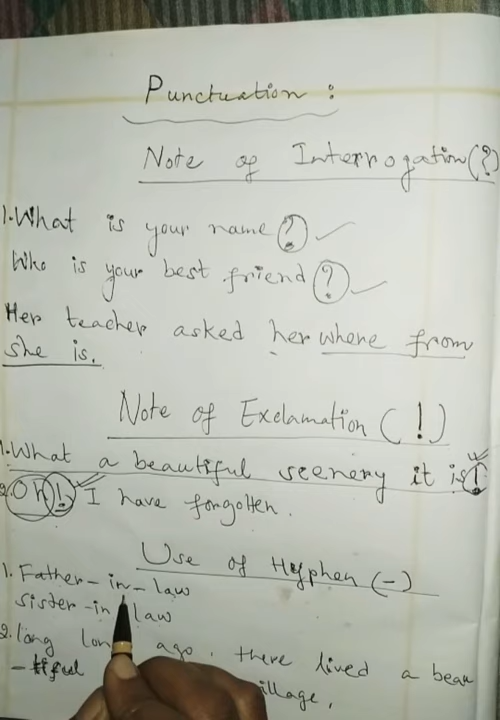 Punctuation :
Note of Interrogation (?)
1. What is your name ?
Who is your best friend ?
Her teacher asked her where from
she is.
Note of Exclamation ( ! )
1. What a beautiful scenery it is !
2. Oh ! I have forgotten.
Use of Hyphen (-)
1. Father-in-law
Sister-in law
2. long long ago, there lived a beau
-tiful village.